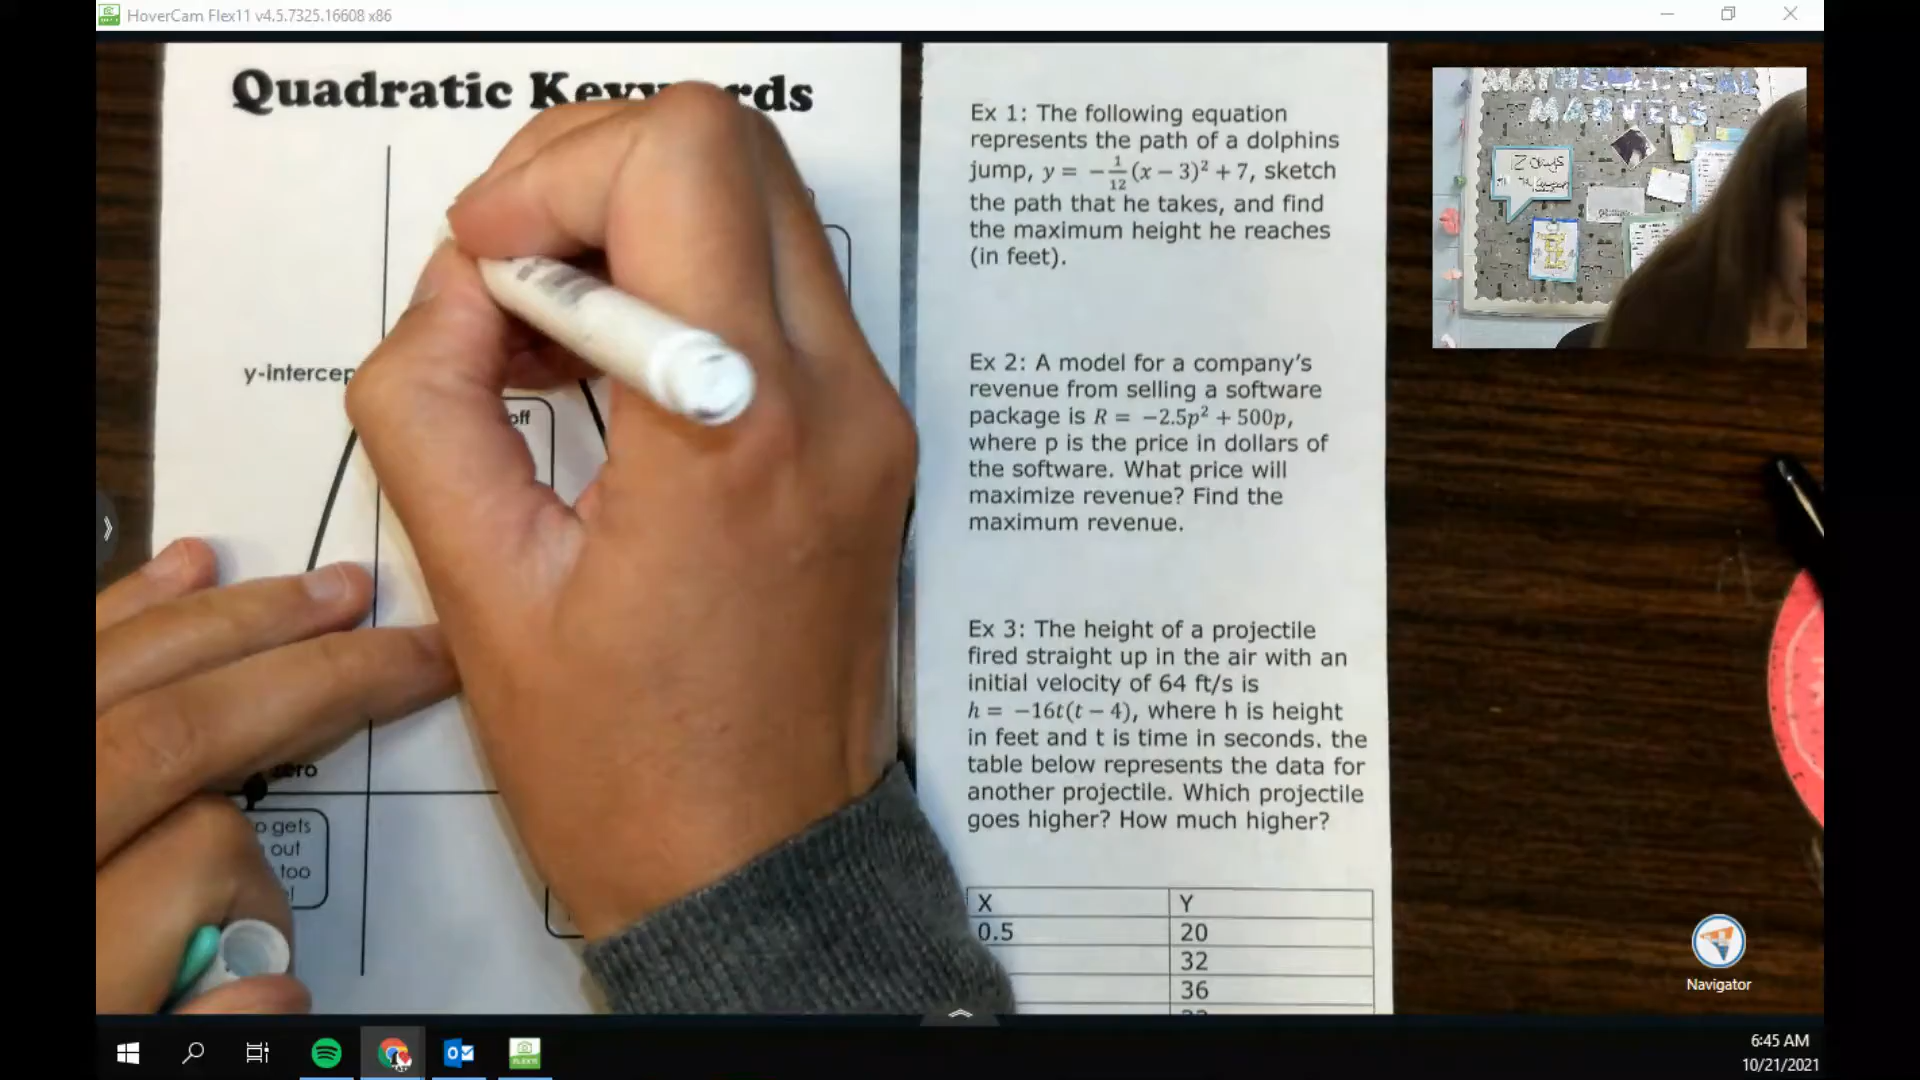 HoverCam Flex11 v4.5.7325.16608 x86
Quadratic
rds
y-intercep
off
zero
o gets
out
too
Ex 1: The following equation
represents the path of a dolphins
jump, y = −1/12(x − 3)² + 7, sketch
the path that he takes, and find
the maximum height he reaches
(in feet).
Ex 2: A model for a company’s
revenue from selling a software
package is R = −2.5p² + 500p,
where p is the price in dollars of
the software. What price will
maximize revenue? Find the
maximum revenue.
Ex 3: The height of a projectile
fired straight up in the air with an
initial velocity of 64 ft/s is
h = −16t(t − 4), where h is height
in feet and t is time in seconds. the
table below represents the data for
another projectile. Which projectile
goes higher? How much higher?
X Y
0.5 20
32
36
MARVELS
2 days
Navigator
FLEX11
6:45 AM
10/21/2021